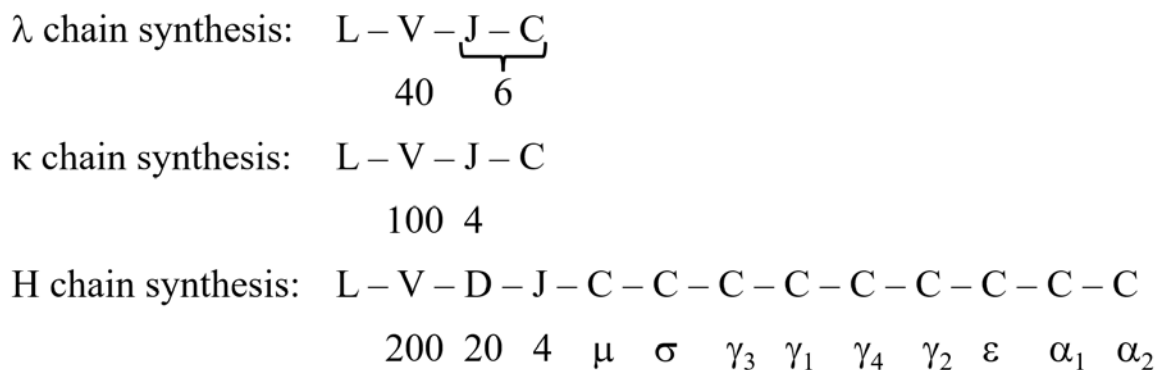 λ chain synthesis: L – V – J – C
40 6
κ chain synthesis: L – V – J – C
100 4
H chain synthesis: L – V – D – J – C – C – C – C – C – C – C – C – C
200 20 4 μ σ γ₃ γ₁ γ₄ γ₂ ε α₁ α₂